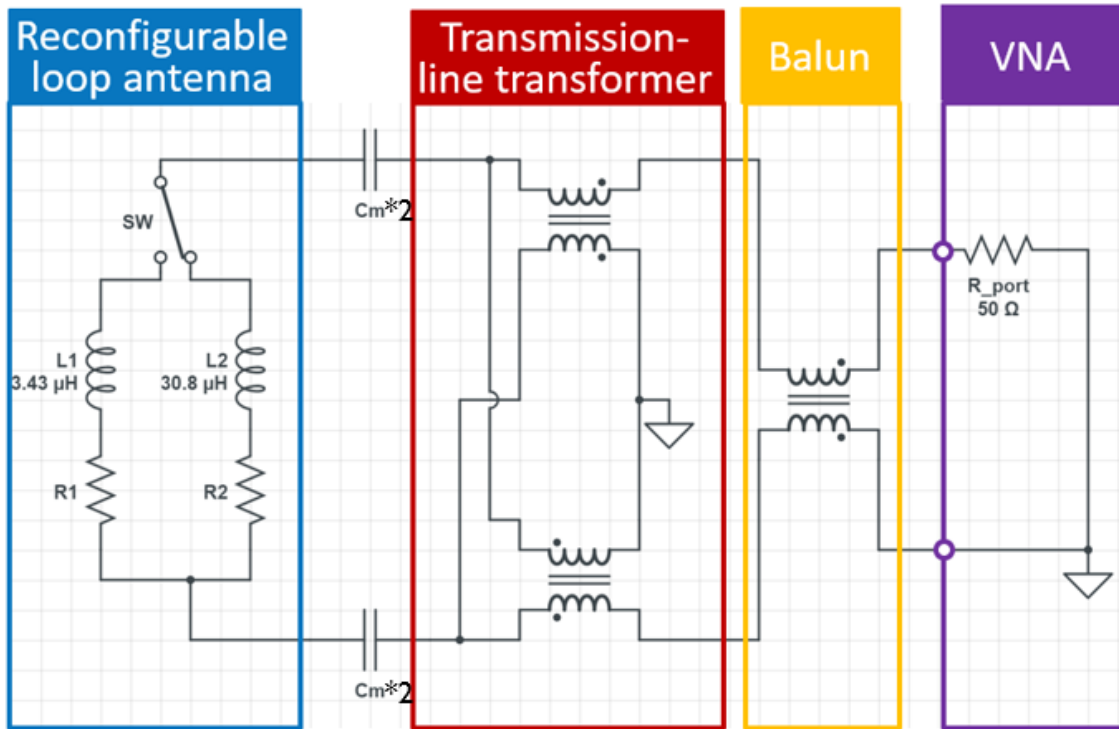 Reconfigurable
loop antenna
Transmission-
line transformer
Balun
VNA
SW
Cm*2
L1
3.43 µH
L2
30.8 µH
R1
R2
R_port
50 Ω
Cm*2